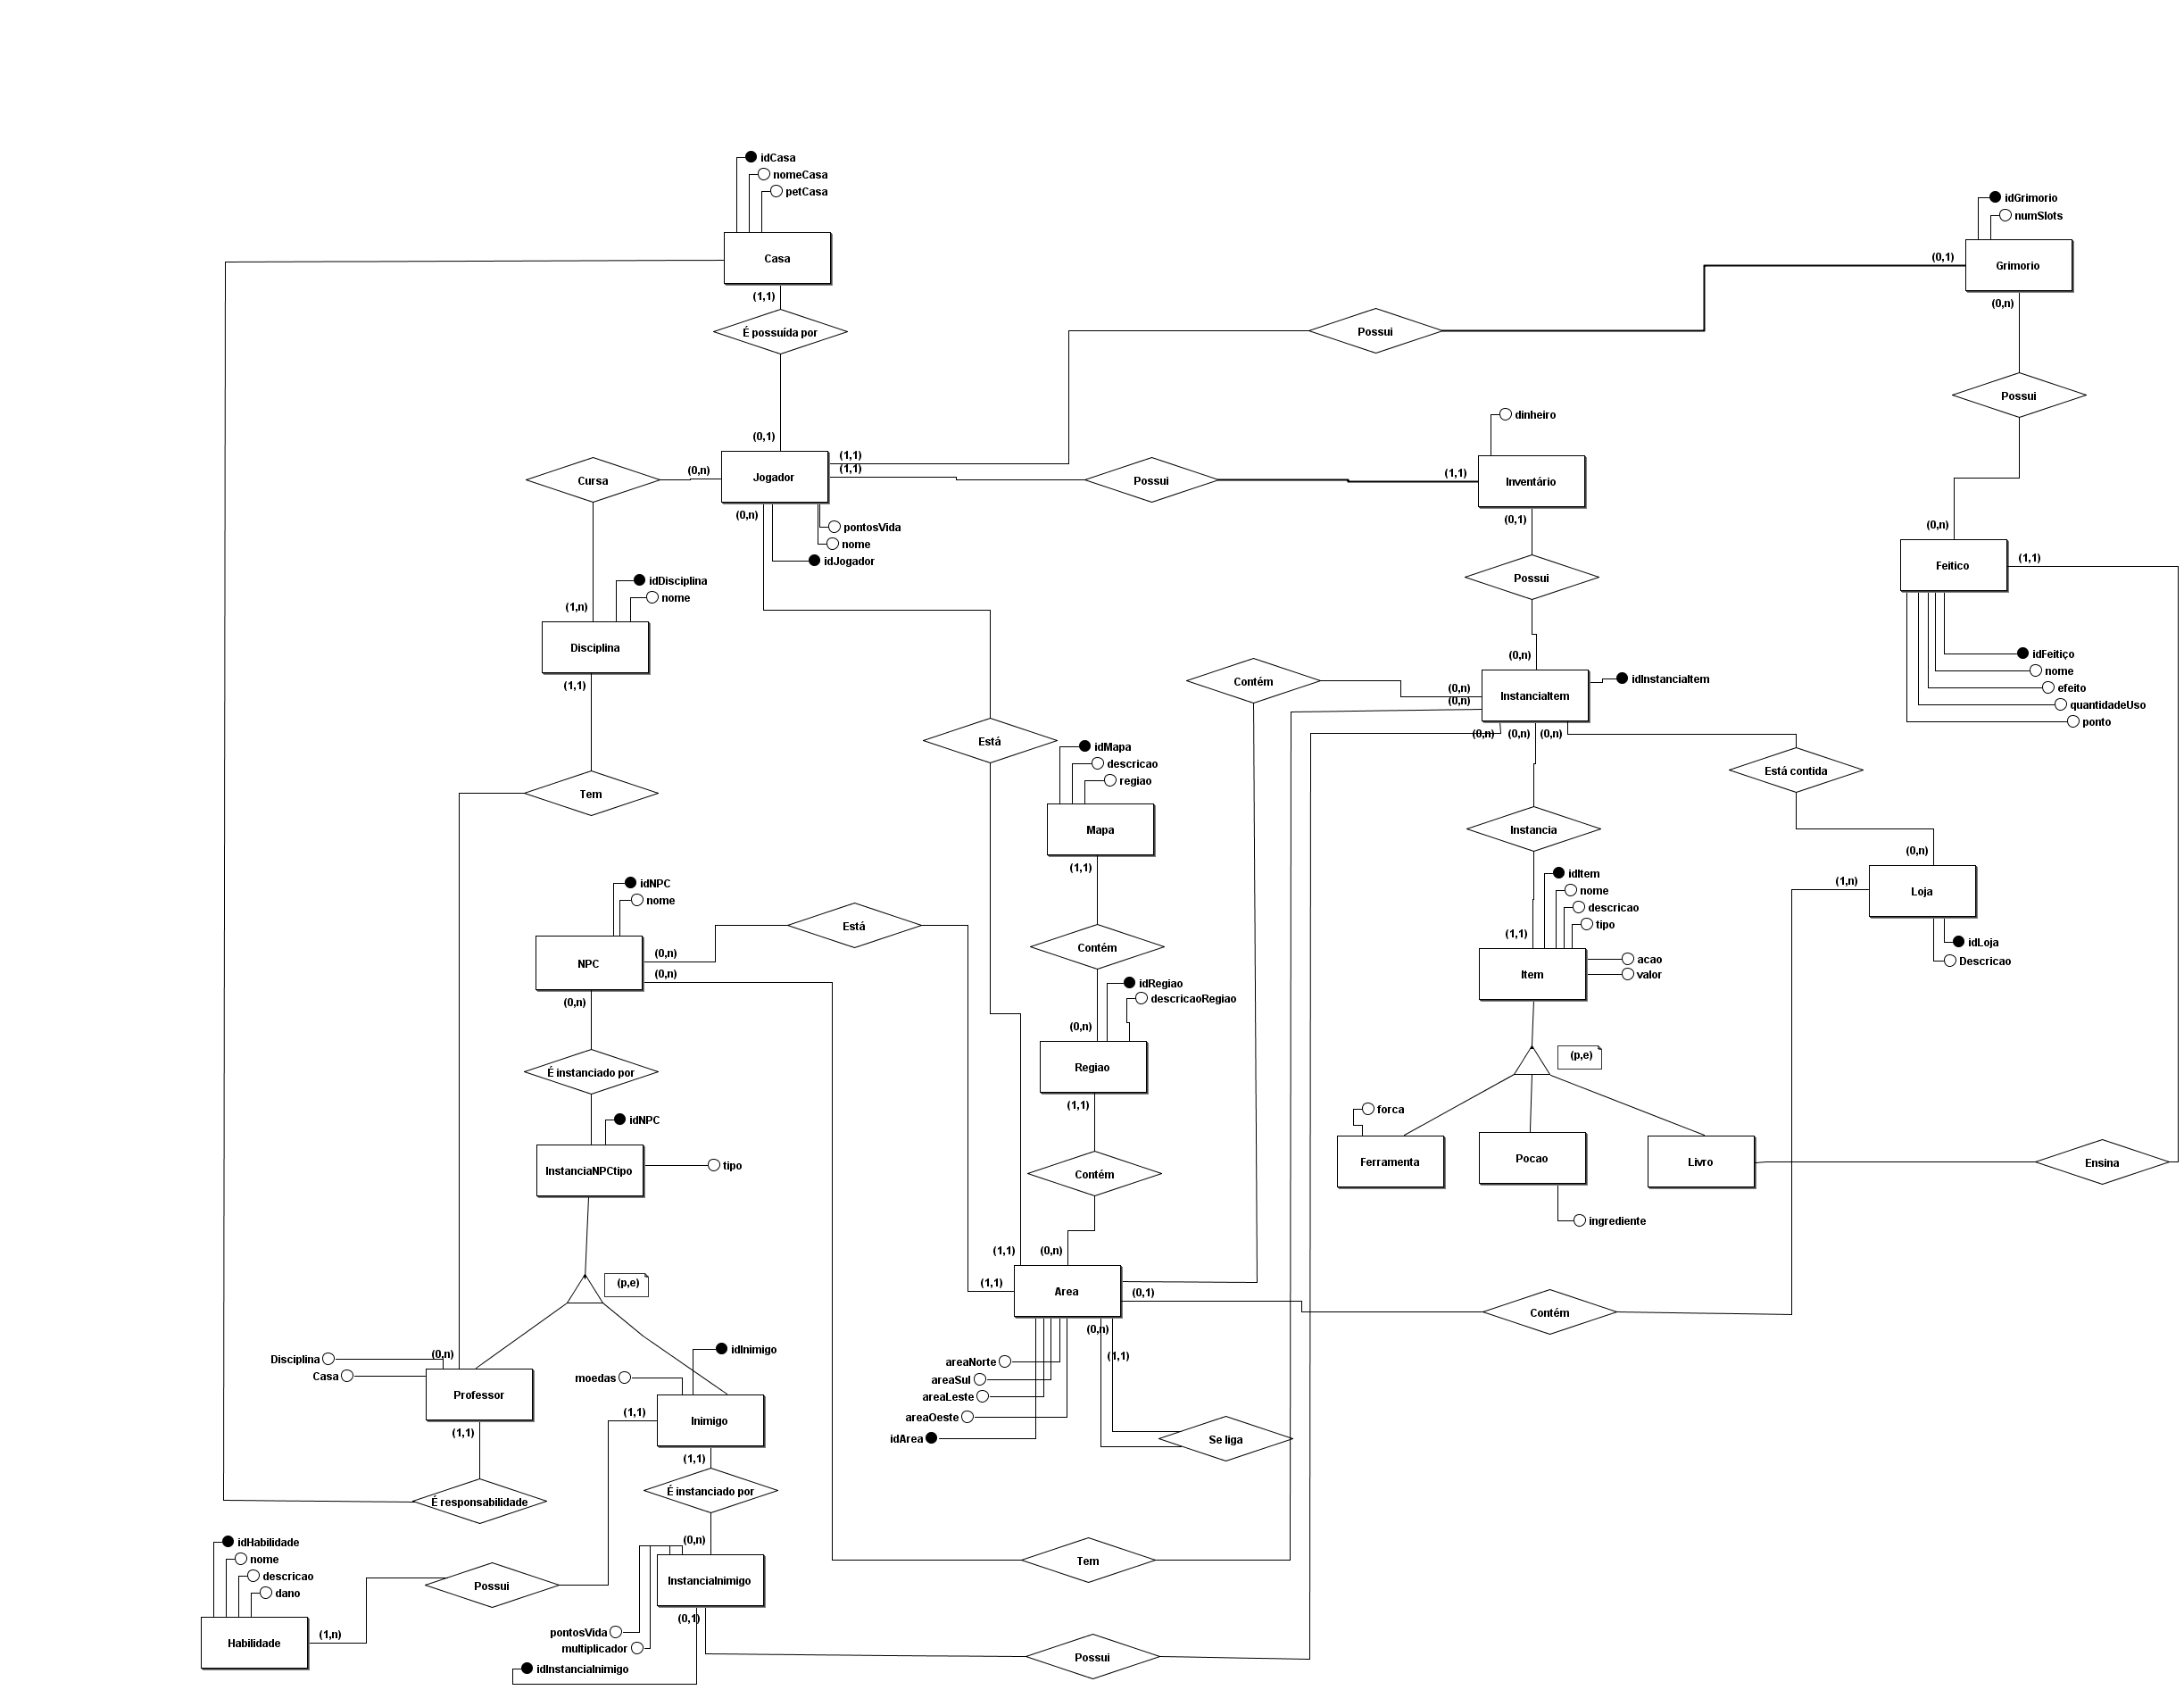 idCasa
nomeCasa
petCasa
Casa
(1,1)
É possuída por
(0,1)
idGrimorio
numSlots
(0,1)
Grimorio
(0,n)
Possui
Possui
(0,n)
Feitico
(1,1)
idFeitiço
nome
efeito
quantidadeUso
ponto
Cursa
(0,n)
Jogador
(1,1)
(1,1)
(0,n)
pontosVida
nome
idJogador
Possui
dinheiro
(1,1)
Inventário
(0,1)
Possui
(0,n)
idDisciplina
nome
(1,n)
Disciplina
(1,1)
Tem
Contém
(0,n)
(0,n)
InstanciaItem
idInstanciaItem
(0,n)
(0,n)
(0,n)
Está
idMapa
descricao
regiao
Mapa
(1,1)
Contém
idRegiao
descricaoRegiao
(0,n)
Regiao
(1,1)
Contém
Está contida
(0,n)
(1,n)
Loja
idLoja
Descricao
Instancia
idItem
nome
descricao
tipo
(1,1)
Item
acao
valor
(p,e)
forca
Ferramenta
Pocao
Livro
ingrediente
Ensina
idNPC
nome
NPC
(0,n)
(0,n)
(0,n)
Está
É instanciado por
idNPC
InstanciaNPCtipo
tipo
(p,e)
(1,1)
(0,n)
(1,1)
Area
(0,1)
(0,n)
(1,1)
areaNorte
areaSul
areaLeste
areaOeste
idArea
Se liga
Contém
(0,n)
Disciplina
Casa
Professor
(1,1)
É responsabilidade
idInimigo
moedas
(1,1)
Inimigo
(1,1)
É instanciado por
(0,n)
InstanciaInimigo
(0,1)
pontosVida
multiplicador
idInstanciaInimigo
Tem
Possui
idHabilidade
nome
descricao
dano
Habilidade
(1,n)
Possui